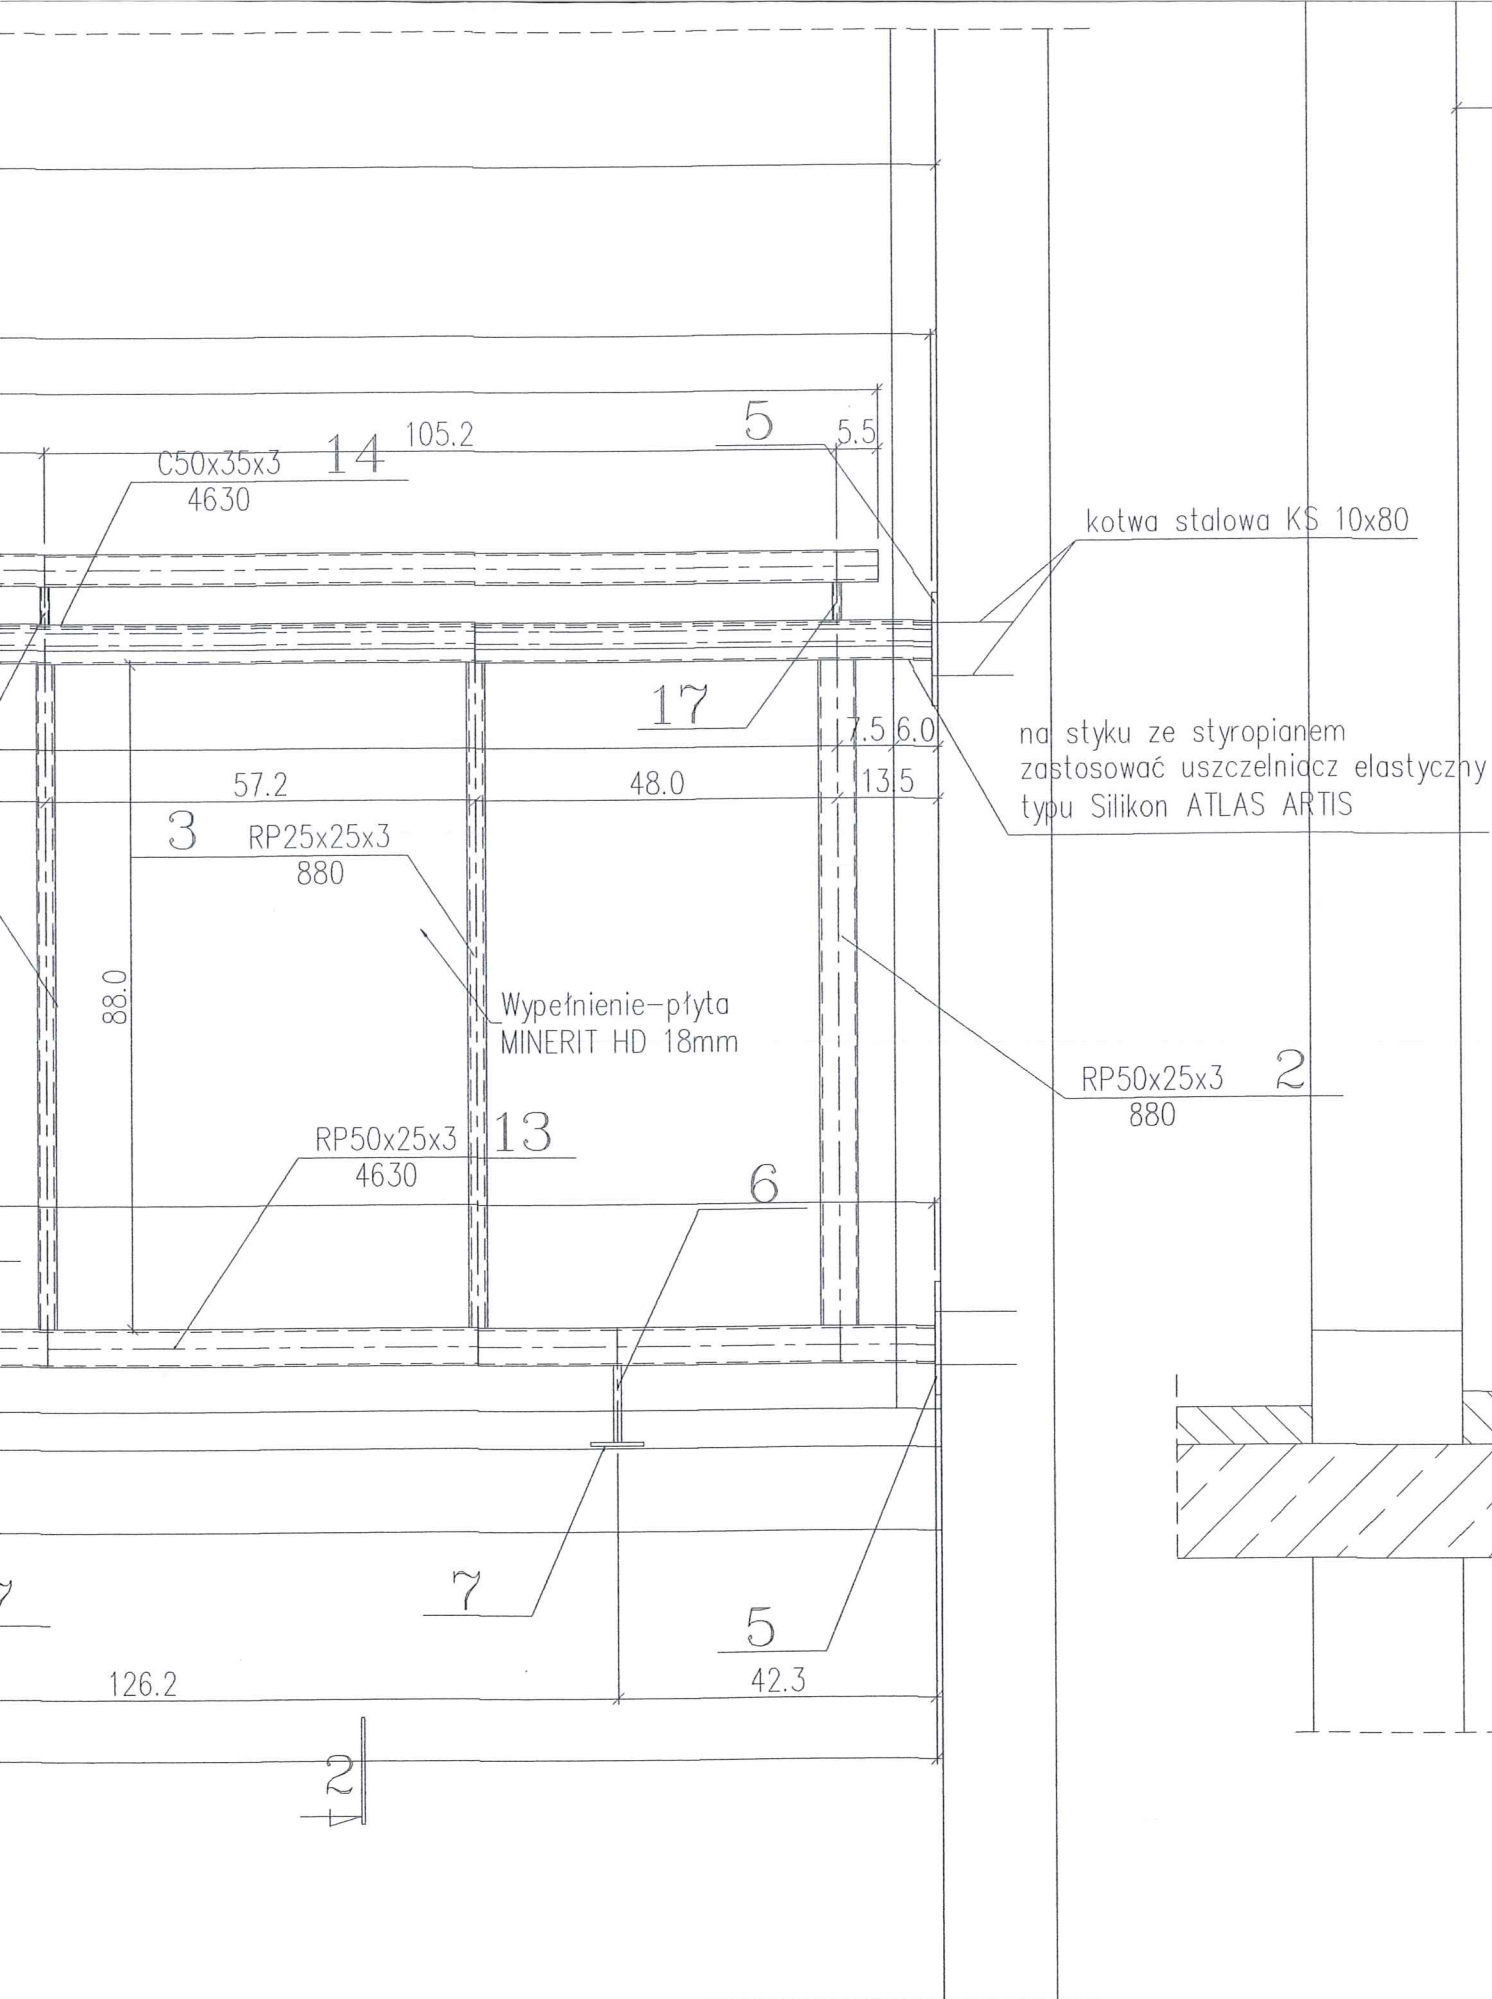 105.2
5
5.5
C50x35x3
14
4630
kotwa stalowa KS 10x80
17
7.5
6.0
na styku ze styropianem
zastosować uszczelniacz elastyczny
typu Silikon ATLAS ARTIS
57.2
48.0
13.5
3
RP25x25x3
880
88.0
Wypełnienie-płyta
MINERIT HD 18mm
RP50x25x3
2
880
RP50x25x3
13
4630
6
7
7
5
126.2
42.3
2